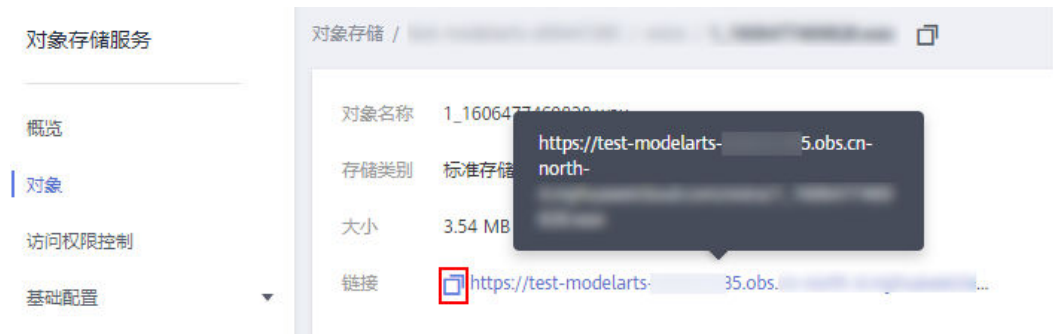 对象存储服务
对象存储 /
概览
对象
访问权限控制
基础配置
对象名称
存储类别 标准存储
大小 3.54 MB
链接 https://test-modelarts- 35.obs.
https://test-modelarts- 5.obs.cn-
north-